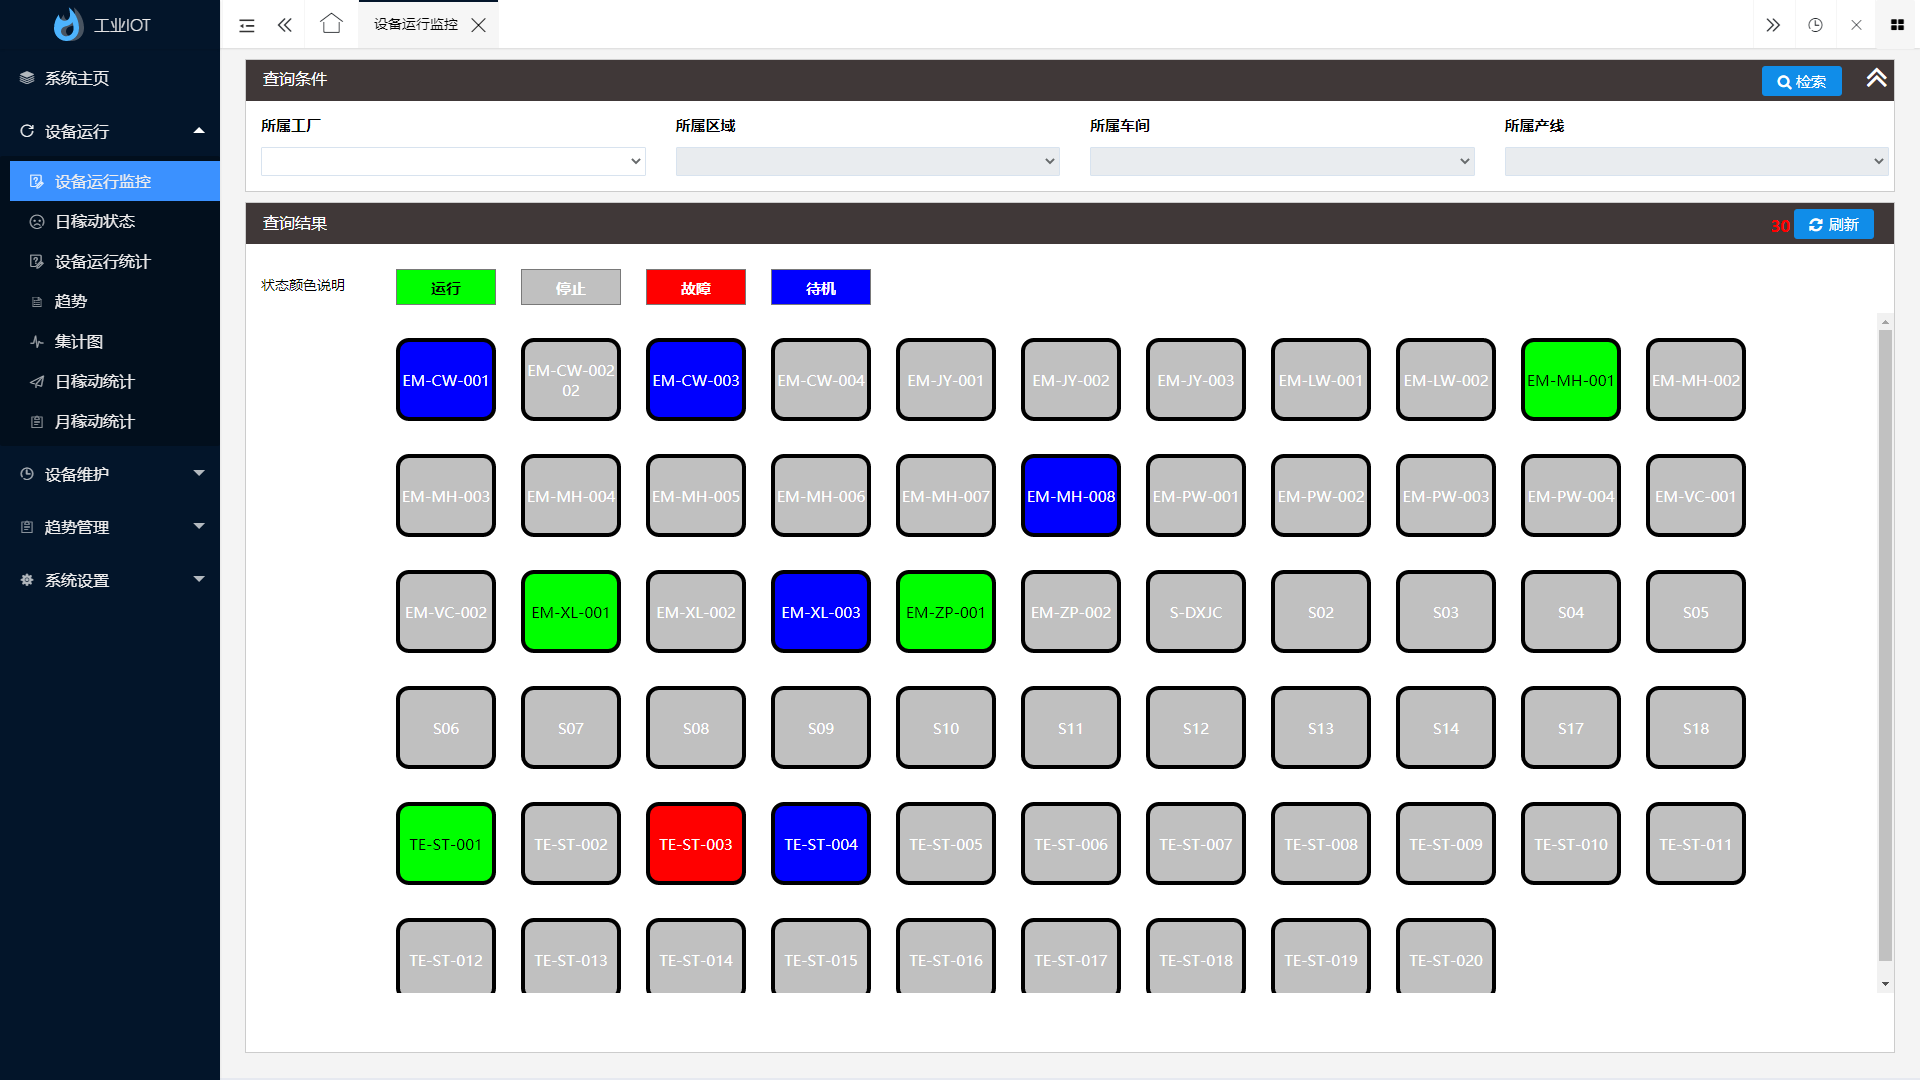 工业IOT
设备运行监控
系统主页
设备运行
设备运行监控
日稼动状态
设备运行统计
趋势
集计图
日稼动统计
月稼动统计
设备维护
趋势管理
系统设置
查询条件
检索
所属工厂 所属区域 所属车间 所属产线
查询结果
30 刷新
状态颜色说明 运行 停止 故障 待机
EM-CW-001 EM-CW-002 02 EM-CW-003 EM-CW-004 EM-JY-001 EM-JY-002 EM-JY-003 EM-LW-001 EM-LW-002 EM-MH-001 EM-MH-002
EM-MH-003 EM-MH-004 EM-MH-005 EM-MH-006 EM-MH-007 EM-MH-008 EM-PW-001 EM-PW-002 EM-PW-003 EM-PW-004 EM-VC-001
EM-VC-002 EM-XL-001 EM-XL-002 EM-XL-003 EM-ZP-001 EM-ZP-002 S-DXJC S02 S03 S04 S05
S06 S07 S08 S09 S10 S11 S12 S13 S14 S17 S18
TE-ST-001 TE-ST-002 TE-ST-003 TE-ST-004 TE-ST-005 TE-ST-006 TE-ST-007 TE-ST-008 TE-ST-009 TE-ST-010 TE-ST-011
TE-ST-012 TE-ST-013 TE-ST-014 TE-ST-015 TE-ST-016 TE-ST-017 TE-ST-018 TE-ST-019 TE-ST-020